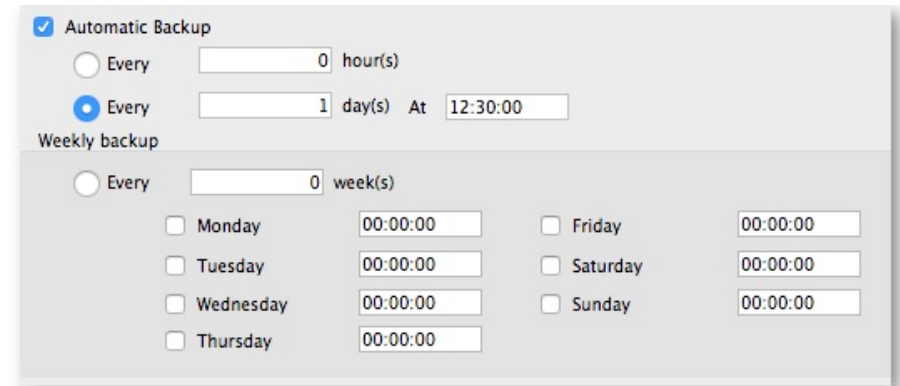 Automatic Backup
Every 0 hour(s)
Every 1 day(s) At 12:30:00
Weekly backup
Every 0 week(s)
Monday 00:00:00 Friday 00:00:00
Tuesday 00:00:00 Saturday 00:00:00
Wednesday 00:00:00 Sunday 00:00:00
Thursday 00:00:00